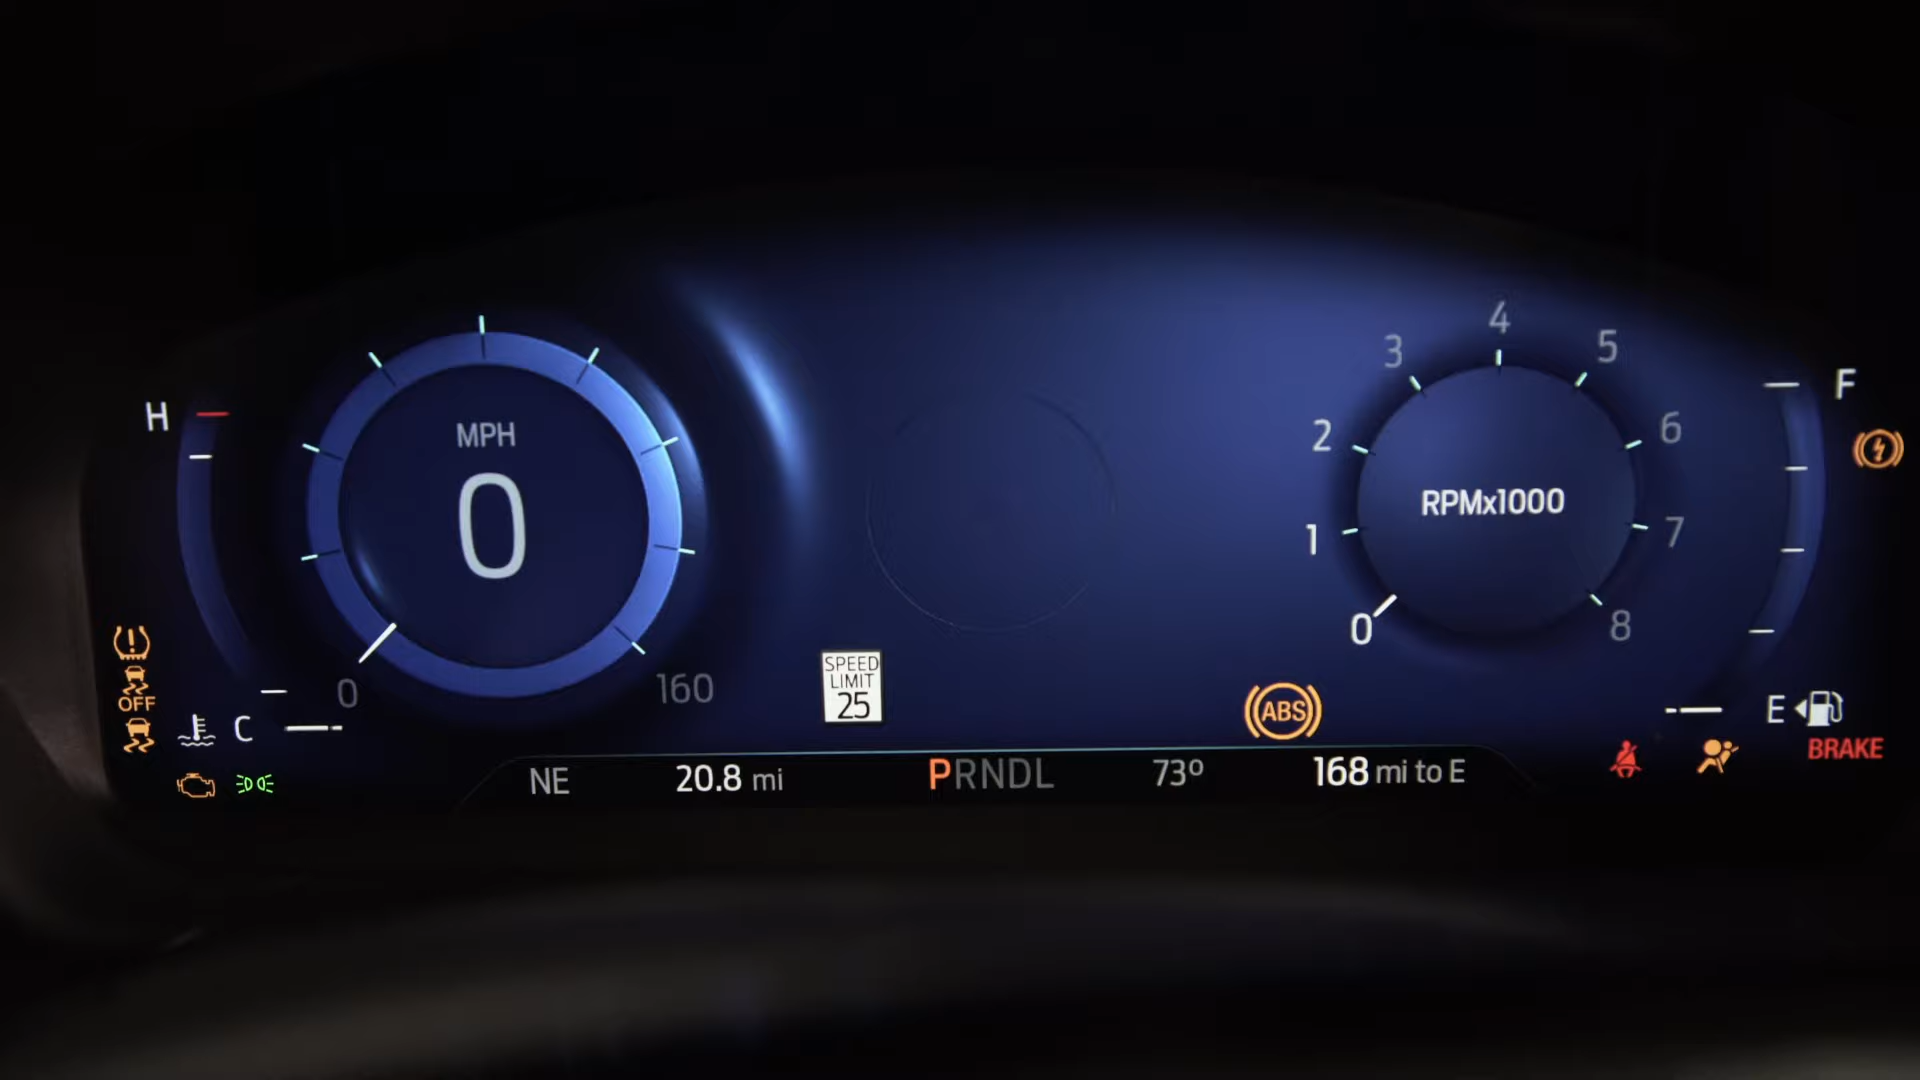 4
3
5
H
F
2
6
MPH
0
RPMx1000
1
7
0
8
SPEED
LIMIT
25
0
160
OFF
C
ABS
E
BRAKE
NE
20.8 mi
PRNDL
73º
168 mi to E